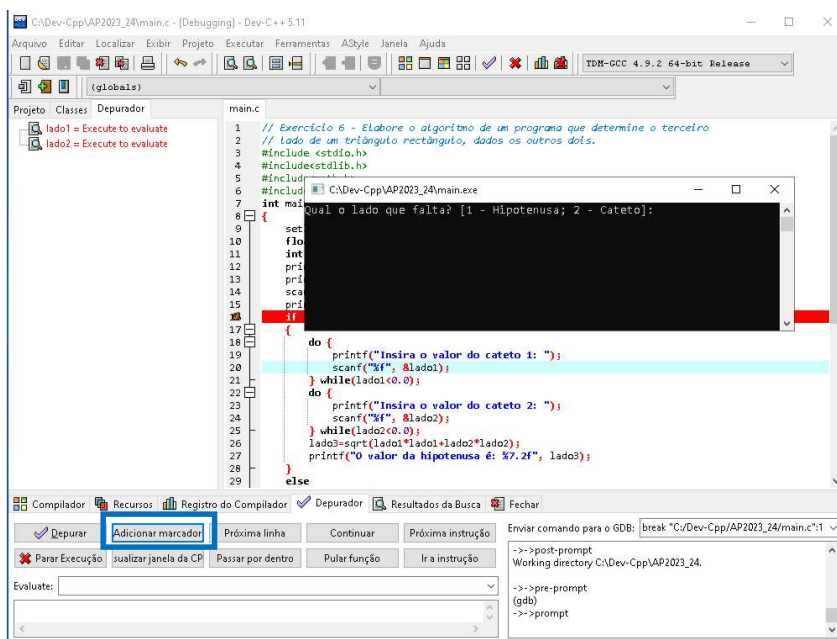 C:\Dev-Cpp\AP2023_24\main.c - [Debugging] - Dev-C++ 5.11
Arquivo Editar Localizar Exibir Projeto Executar Ferramentas AStyle Janela Ajuda
TDM-GCC 4.9.2 64-bit Release
(globals)
Projeto Classes Depurador
lado1 = Execute to evaluate
lado2 = Execute to evaluate
main.c
1 // Exercício 6 - Elabore o algoritmo de um programa que determine o terceiro
2 // lado de um triângulo rectângulo, dados os outros dois.
3 #include <stdio.h>
4 #include<stdlib.h>
5 #includ
6 #includ
7 int mai
8 {
9 set
10 flo
11 int
12 pri
13 pri
14 sca
15 pri
if
17 {
18 do {
19 printf("Insira o valor do cateto 1: ");
20 scanf("%f", &lado1);
21 } while(lado1<0.0);
22 do {
23 printf("Insira o valor do cateto 2: ");
24 scanf("%f", &lado2);
25 } while(lado2<0.0);
26 lado3=sqrt(lado1*lado1+lado2*lado2);
27 printf("O valor da hipotenusa é: %7.2f", lado3);
28 }
29 else
C:\Dev-Cpp\AP2023_24\main.exe
Qual o lado que falta? [1 - Hipotenusa; 2 - Cateto]:
Compilador Recursos Registro do Compilador Depurador Resultados da Busca Fechar
Depurar Adicionar marcador Próxima linha Continuar Próxima instrução
Parar Execução sualizar janela da CP Passar por dentro Pular função Ir a instrução
Evaluate:
Enviar comando para o GDB: break "C:/Dev-Cpp/AP2023_24/main.c":1
->->post-prompt
Working directory C:\Dev-Cpp\AP2023_24.
->->pre-prompt
(gdb)
->->prompt